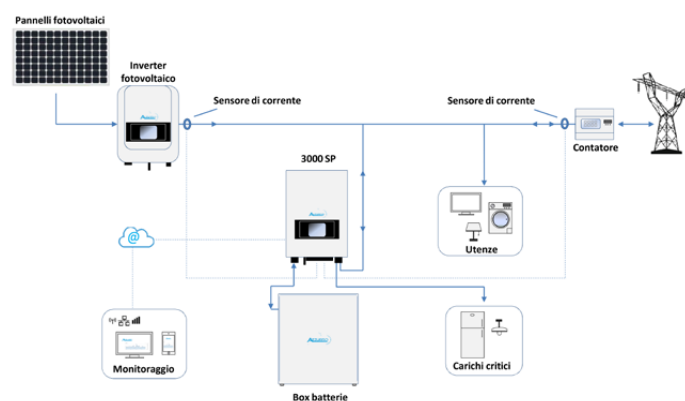 Pannelli fotovoltaici
Inverter
fotovoltaico
Sensore di corrente
Sensore di corrente
Contatore
3000 SP
Utenze
Monitoraggio
Carichi critici
Box batterie